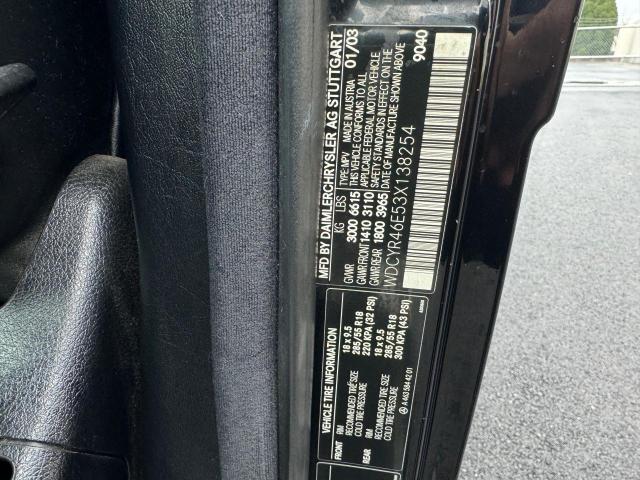 MFD BY DAIMLERCHRYSLER AG STUTTGART
KG LBS TYPE: MPV MADE IN AUSTRIA 01/03
GVWR 3000 6615 THIS VEHICLE CONFORMS TO ALL
GAWR FRONT 1410 3110 APPLICABLE FEDERAL MOTOR VEHICLE
GAWR REAR 1800 3965 SAFETY STANDARDS IN EFFECT ON THE
DATE OF MANUFACTURE SHOWN ABOVE
WDCYR46E53X138254 9040
VEHICLE TIRE INFORMATION
FRONT RIM 18 x 9.5
RECOMMENDED TIRE SIZE 285/55 R18
COLD TIRE PRESSURE 220 KPA (32 PSI)
REAR RIM 18 x 9.5
RECOMMENDED TIRE SIZE 285/55 R18
COLD TIRE PRESSURE 300 KPA (43 PSI)
A 463 584 42 01